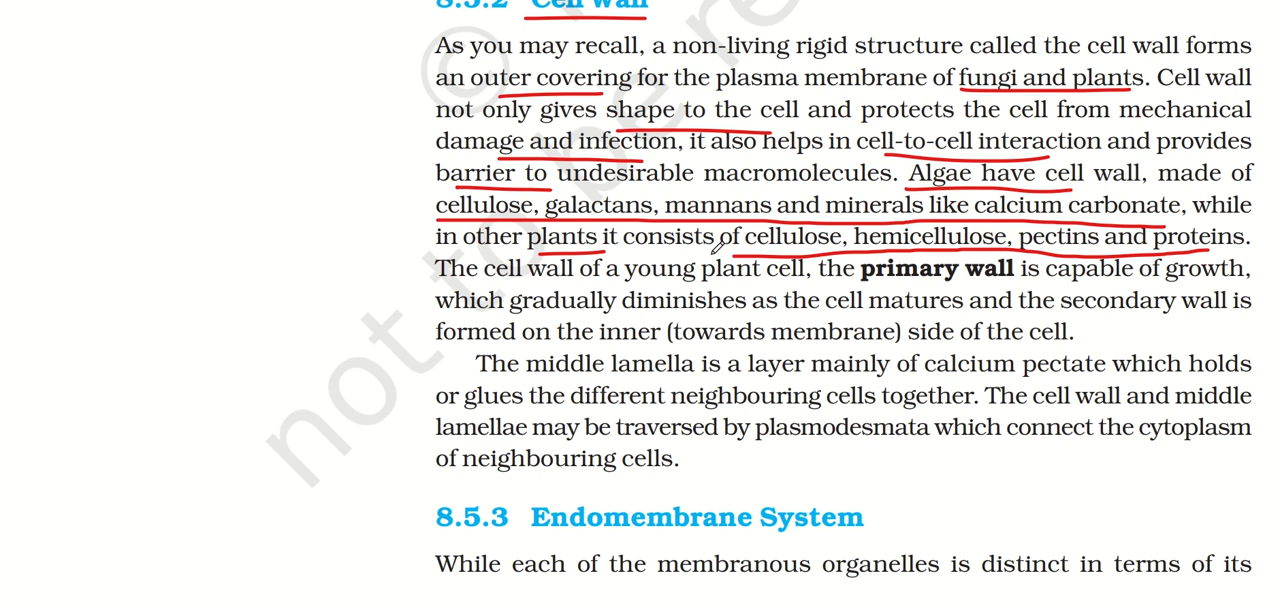 8.5.2 Cell Wall
As you may recall, a non-living rigid structure called the cell wall forms
an outer covering for the plasma membrane of fungi and plants. Cell wall
not only gives shape to the cell and protects the cell from mechanical
damage and infection, it also helps in cell-to-cell interaction and provides
barrier to undesirable macromolecules. Algae have cell wall, made of
cellulose, galactans, mannans and minerals like calcium carbonate, while
in other plants it consists of cellulose, hemicellulose, pectins and proteins.
The cell wall of a young plant cell, the primary wall is capable of growth,
which gradually diminishes as the cell matures and the secondary wall is
formed on the inner (towards membrane) side of the cell.
The middle lamella is a layer mainly of calcium pectate which holds
or glues the different neighbouring cells together. The cell wall and middle
lamellae may be traversed by plasmodesmata which connect the cytoplasm
of neighbouring cells.
8.5.3 Endomembrane System
While each of the membranous organelles is distinct in terms of its
©
not to be re